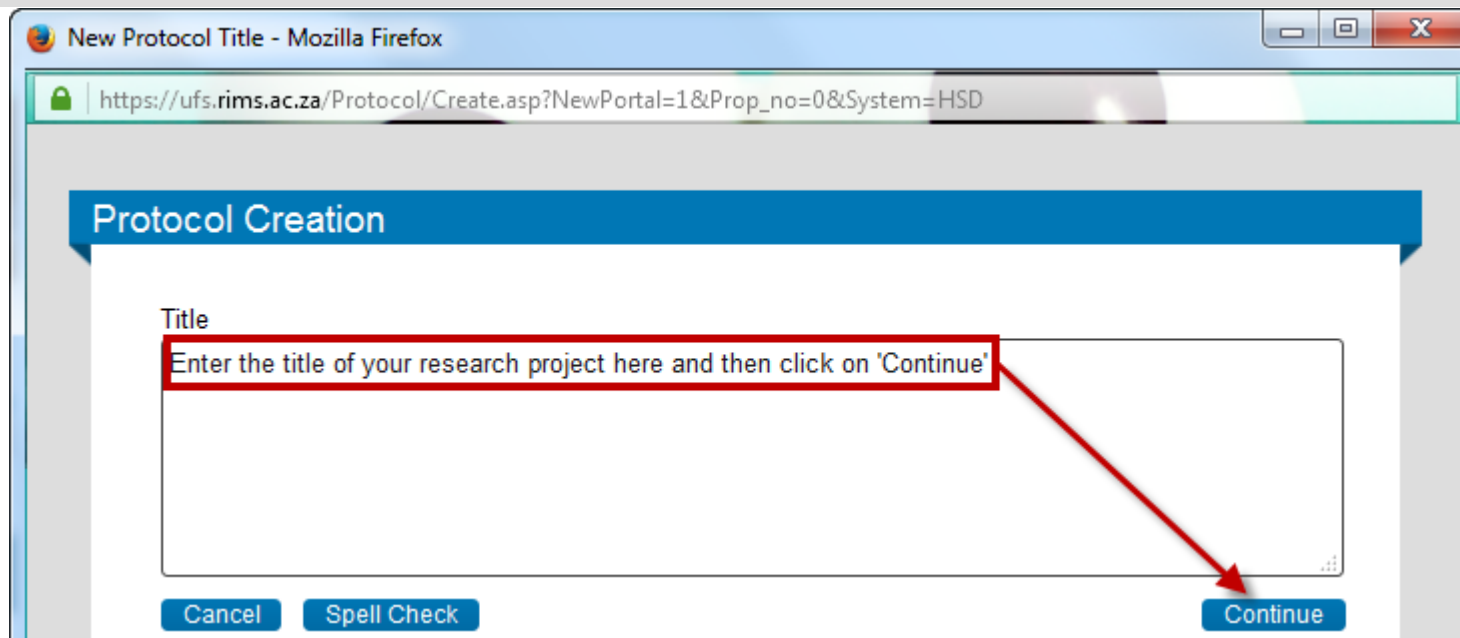 New Protocol Title - Mozilla Firefox
https://ufs.rims.ac.za/Protocol/Create.asp?NewPortal=1&Prop_no=0&System=HSD
Protocol Creation
Title
Enter the title of your research project here and then click on 'Continue'
Cancel Spell Check Continue